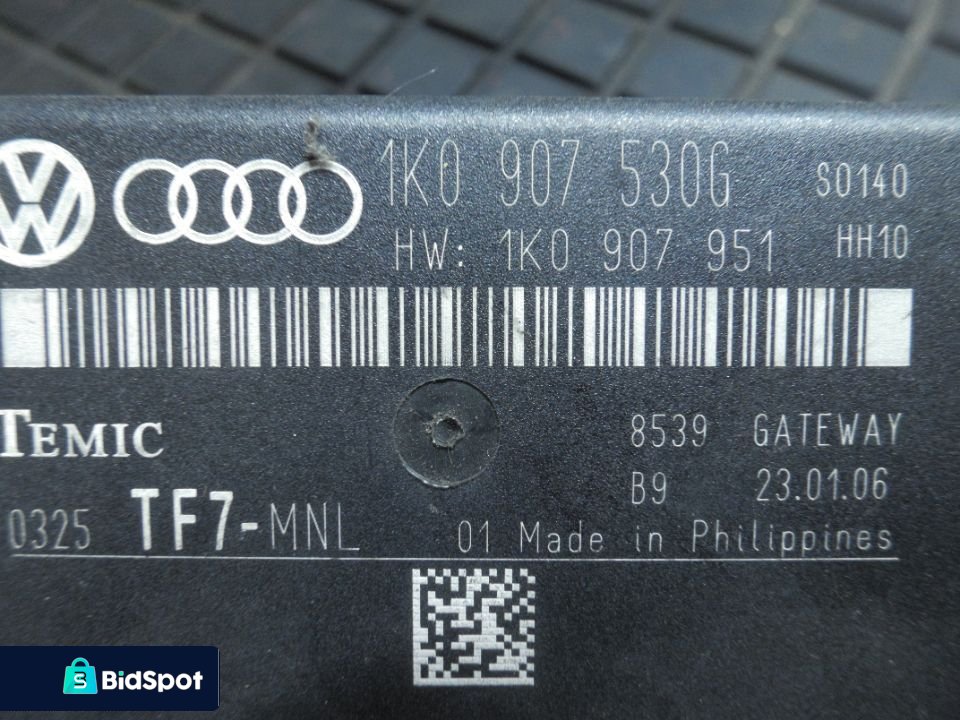 1K0 907 530G S0140
HW: 1K0 907 951 HH10
TEMIC 8539 GATEWAY
B9 23.01.06
0325 TF7-MNL 01 Made in Philippines
BidSpot